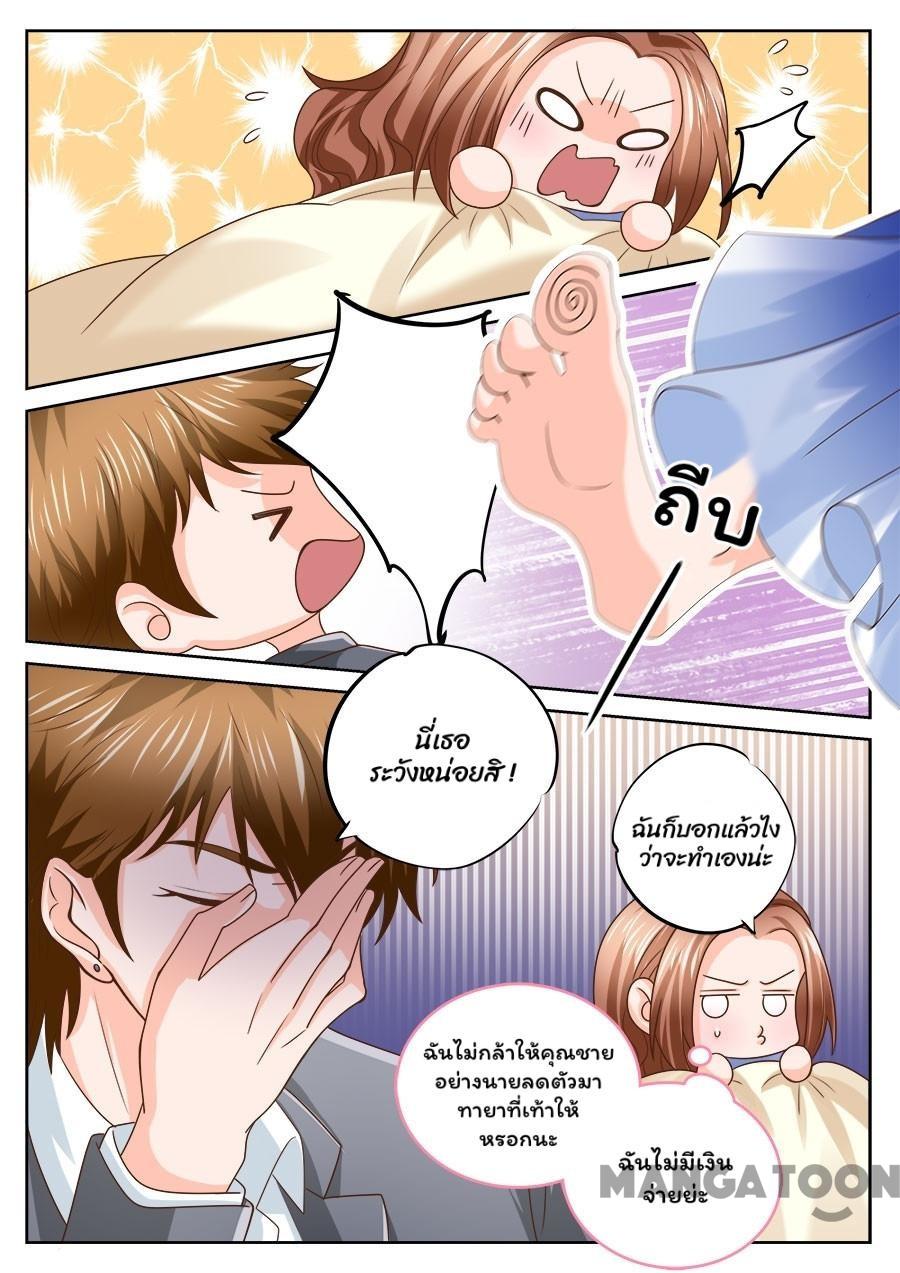 ถีบ
นี่เธอ
ระวังหน่อยสิ !
ฉันก็บอกแล้วไง
ว่าจะทำเองน่ะ
ฉันไม่กล้าให้คุณชาย
อย่างนายลดตัวมา
ทายาที่เท้าให้
หรอกนะ
ฉันไม่มีเงิน
จ่ายย่ะ
MANGATOON